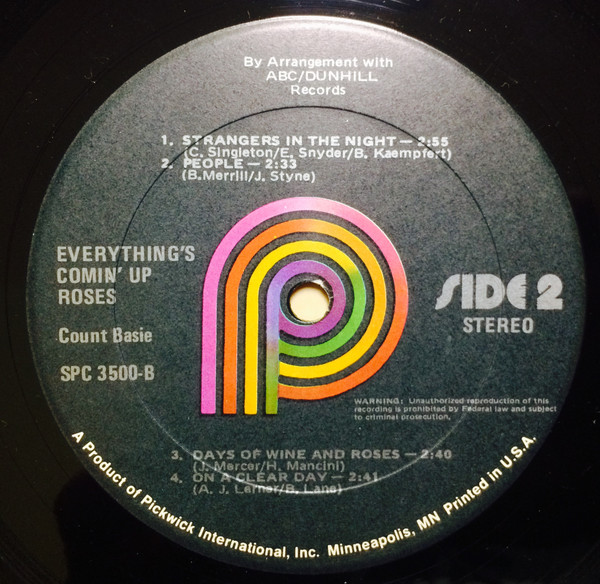 By Arrangement with
ABC/DUNHILL
Records
1. STRANGERS IN THE NIGHT — 2:55
(C. Singleton/E. Snyder/B. Kaempfert)
2. PEOPLE — 2:33
(B.Merrill/J. Styne)
EVERYTHING'S
COMIN' UP
ROSES
Count Basie
SPC 3500-B
SIDE 2
STEREO
WARNING: Unauthorized reproduction of this
recording is prohibited by Federal law and subject
to criminal prosecution.
3. DAYS OF WINE AND ROSES — 2:40
(J. Mercer/H. Mancini)
4. ON A CLEAR DAY — 2:41
(A. J. Lerner/B. Lane)
A Product of Pickwick International, Inc. Minneapolis, MN Printed in U.S.A.